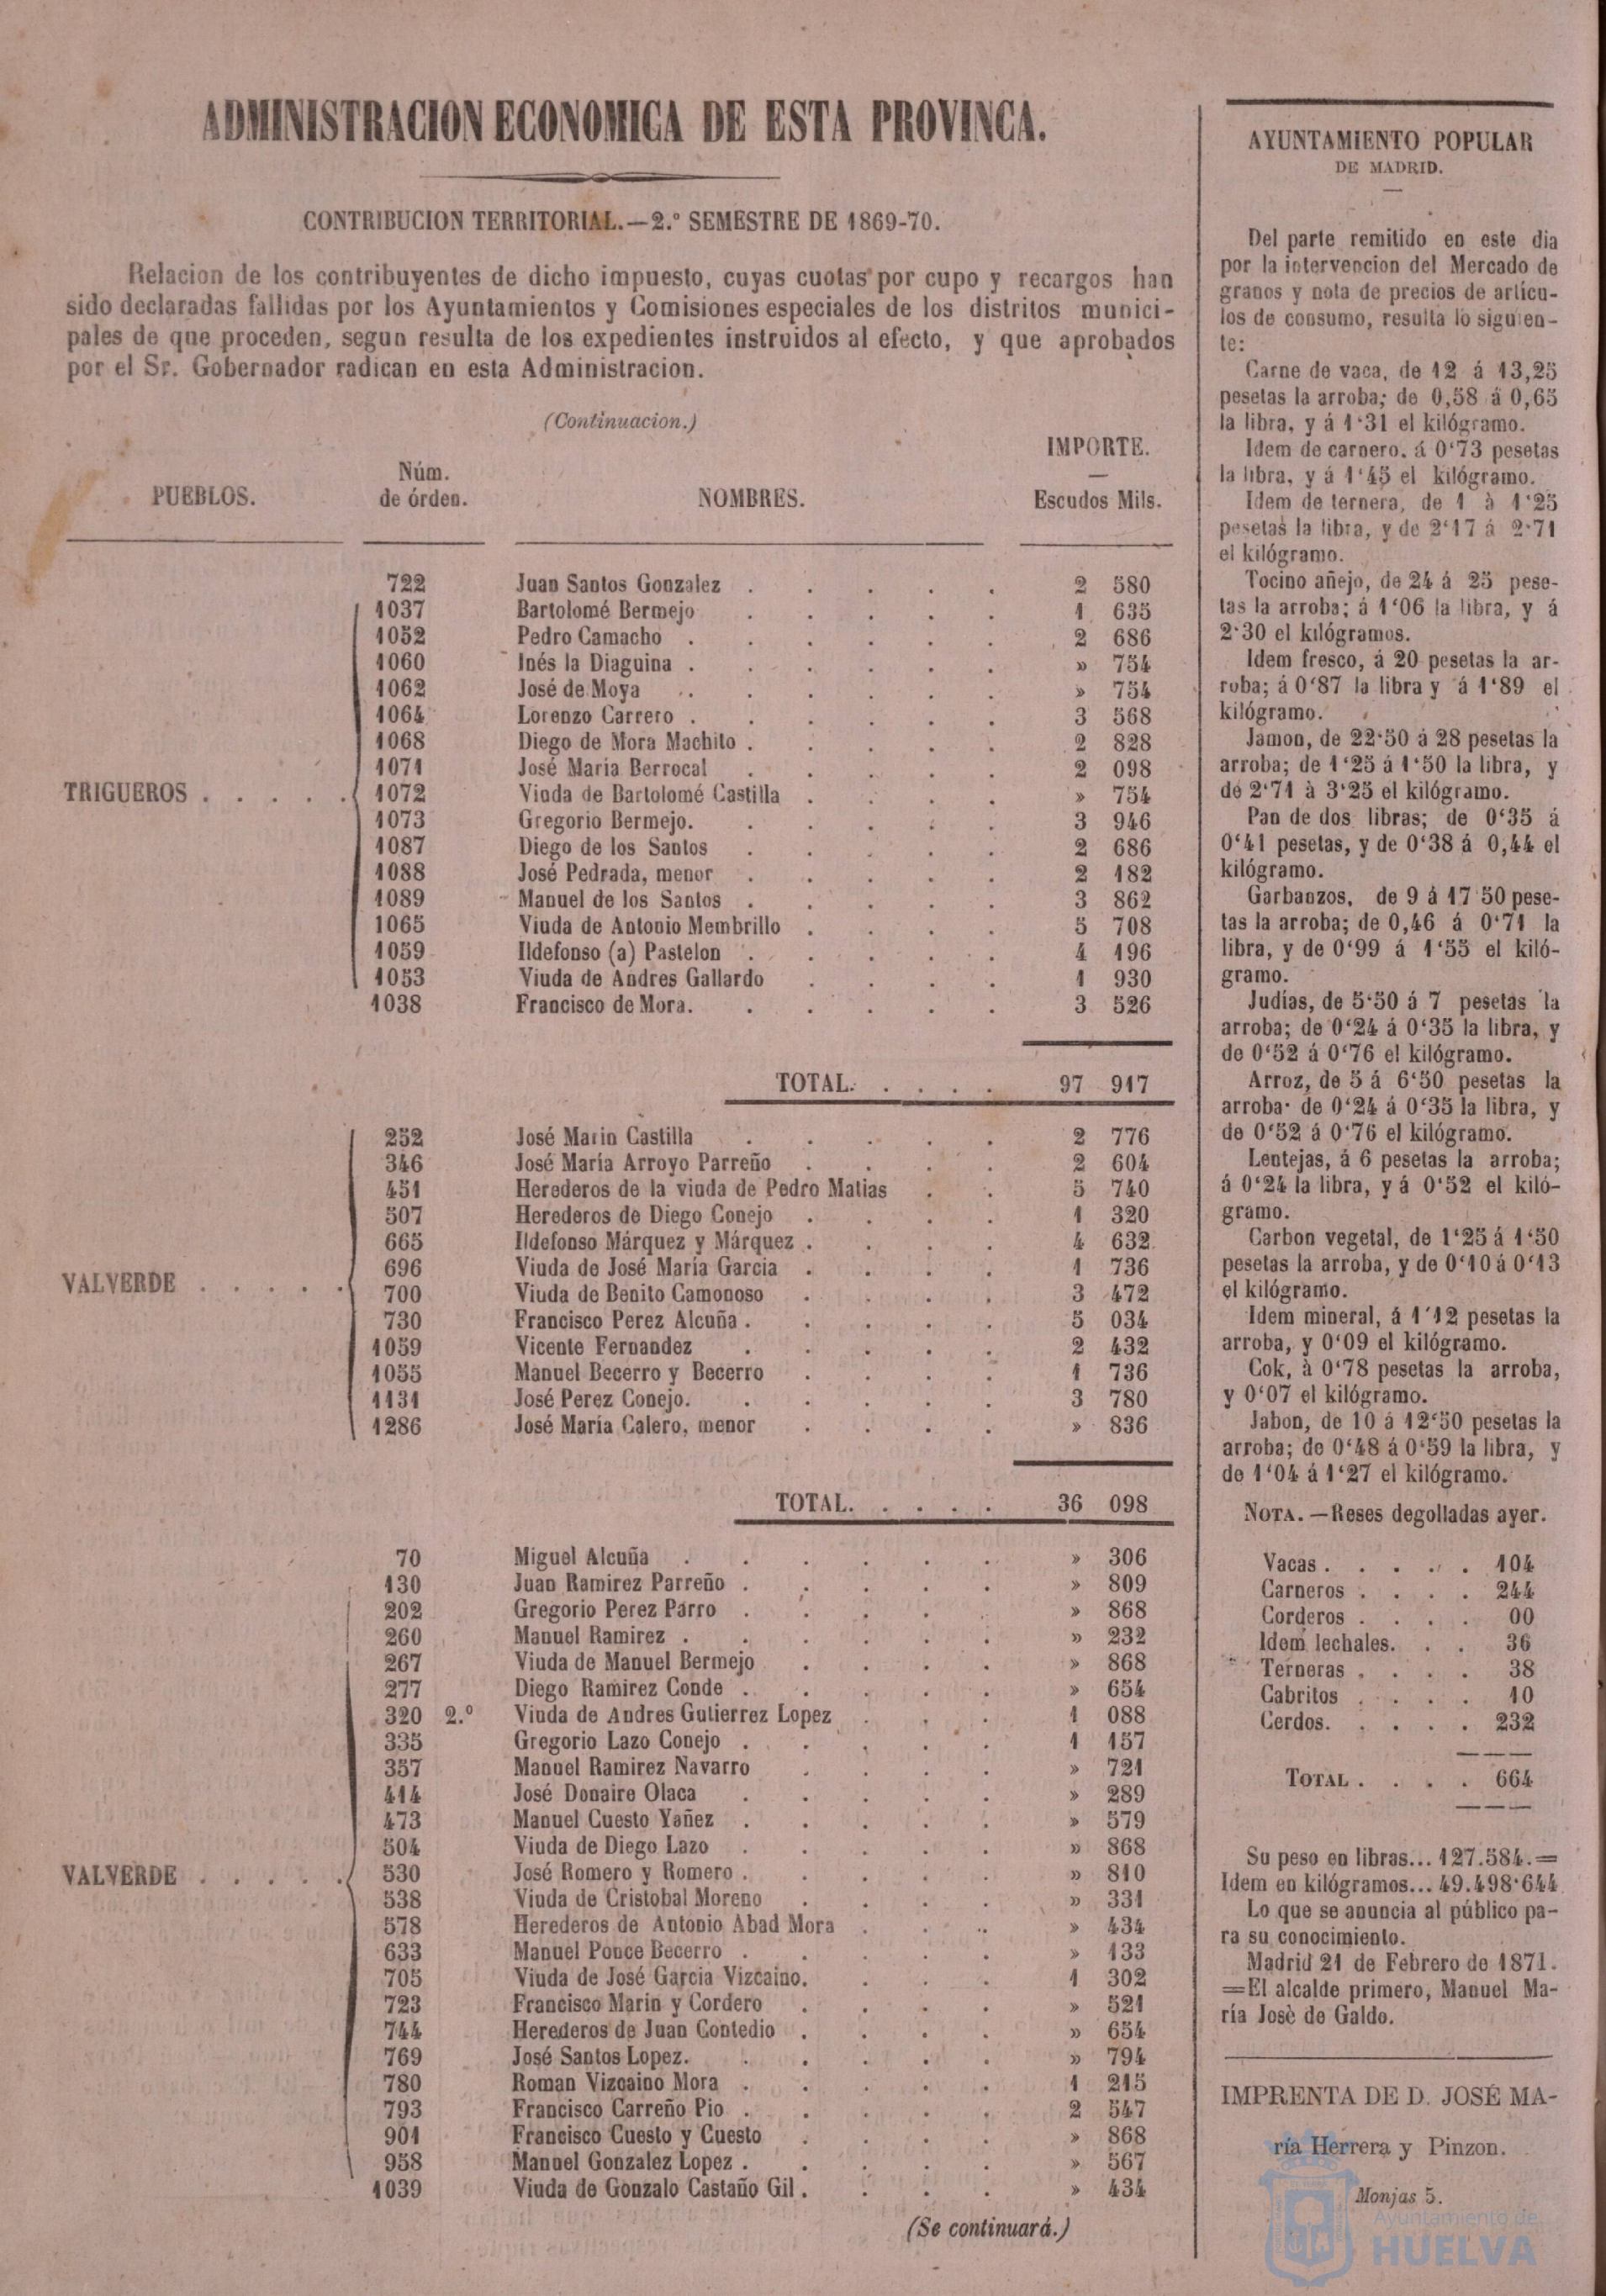 ADMINISTRACION ECONOMICA DE ESTA PROVINCA.
CONTRIBUCION TERRITORIAL.—2.º SEMESTRE DE 1869-70.
Relacion de los contribuyentes de dicho impuesto, cuyas cuotas por cupo y recargos han
sido declaradas fallidas por los Ayuntamientos y Comisiones especiales de los distritos munici-
pales de que proceden, segun resulta de los expedientes instruidos al efecto, y que aprobados
por el Sr. Gobernador radican en esta Administracion.
(Continuacion.)
IMPORTE.
PUEBLOS. Núm. de órden. NOMBRES. Escudos Mils.
722 Juan Santos Gonzalez . . . . . 2 580
1037 Bartolomé Bermejo . . . . . 1 635
1052 Pedro Camacho . . . . . . 2 686
1060 Inés la Diaguina . . . . . . » 754
1062 José de Moya . . . . . . » 754
1064 Lorenzo Carrero . . . . . . 3 568
1068 Diego de Mora Machito . . . . . 2 828
1071 José María Berrocal . . . . . 2 098
TRIGUEROS . . . . . 1072 Viuda de Bartolomé Castilla . . . . » 754
1073 Gregorio Bermejo. . . . . . 3 946
1087 Diego de los Santos . . . . . 2 686
1088 José Pedrada, menor . . . . . 2 182
1089 Manuel de los Santos . . . . . 3 862
1065 Viuda de Antonio Membrillo . . . . 5 708
1059 Ildefonso (a) Pastelon . . . . . 4 196
1053 Viuda de Andres Gallardo . . . . 1 930
1038 Francisco de Mora. . . . . . 3 526
TOTAL. . . . . 97 917
252 José Marin Castilla . . . . . 2 776
346 José María Arroyo Parreño . . . . 2 604
451 Herederos de la viuda de Pedro Matias . . 5 740
507 Herederos de Diego Conejo . . . . 1 320
665 Ildefonso Márquez y Márquez . . . . 4 632
696 Viuda de José María Garcia . . . . 1 736
VALVERDE . . . . . 700 Viuda de Benito Camonoso . . . . 3 472
730 Francisco Perez Alcuña . . . . . 5 034
1059 Vicente Fernandez . . . . . 2 432
1055 Manuel Becerro y Becerro . . . . 1 736
1131 José Perez Conejo. . . . . . 3 780
1286 José María Calero, menor . . . . » 836
TOTAL. . . . . 36 098
70 Miguel Alcuña . . . . . . » 306
130 Juan Ramirez Parreño . . . . . » 809
202 Gregorio Perez Parro . . . . . » 868
260 Manuel Ramirez . . . . . . » 232
267 Viuda de Manuel Bermejo . . . . » 868
277 Diego Ramirez Conde . . . . . » 654
320 2.º Viuda de Andres Gutierrez Lopez . . . 1 088
335 Gregorio Lazo Conejo . . . . . 1 157
357 Manuel Ramirez Navarro . . . . » 721
414 José Donaire Olaca . . . . . » 289
473 Manuel Cuesto Yañez . . . . . » 579
504 Viuda de Diego Lazo . . . . . » 868
VALVERDE . . . . . 530 José Romero y Romero . . . . . » 810
538 Viuda de Cristobal Moreno . . . . » 331
578 Herederos de Antonio Abad Mora . . . » 434
633 Manuel Ponce Becerro . . . . . » 133
705 Viuda de José Garcia Vizcaino. . . . 1 302
723 Francisco Marin y Cordero . . . . » 521
744 Herederos de Juan Contedio . . . . » 654
769 José Santos Lopez. . . . . . » 794
780 Roman Vizcaino Mora . . . . . 1 215
793 Francisco Carreño Pio . . . . . 2 547
901 Francisco Cuesto y Cuesto . . . . » 868
958 Manuel Gonzalez Lopez . . . . . » 567
1039 Viuda de Gonzalo Castaño Gil . . . . » 434
(Se continuará.)
AYUNTAMIENTO POPULAR
DE MADRID.
Del parte remitido en este dia
por la intervencion del Mercado de
granos y nota de precios de artícu-
los de consumo, resulta lo siguien-
te:
Carne de vaca, de 12 á 13,25
pesetas la arroba; de 0,58 á 0,65
la libra, y á 1'31 el kilógramo.
Idem de carnero, á 0'73 pesetas
la libra, y á 1'45 el kilógramo.
Idem de ternera, de 1 à 1'25
pesetas la libra, y de 2'17 á 2'71
el kilógramo.
Tocino añejo, de 24 á 25 pese-
tas la arroba; á 1'06 la libra, y á
2'30 el kilógramos.
Idem fresco, á 20 pesetas la ar-
roba; á 0'87 la libra y á 1'89 el
kilógramo.
Jamon, de 22'50 á 28 pesetas la
arroba; de 1'25 á 1'50 la libra, y
de 2'71 à 3'25 el kilógramo.
Pan de dos libras; de 0'35 á
0'41 pesetas, y de 0'38 á 0,44 el
kilógramo.
Garbanzos, de 9 á 17'50 pese-
tas la arroba; de 0,46 á 0'71 la
libra, y de 0'99 á 1'55 el kiló-
gramo.
Judías, de 5'50 á 7 pesetas la
arroba; de 0'24 á 0'35 la libra, y
de 0'52 á 0'76 el kilógramo.
Arroz, de 5 á 6'50 pesetas la
arroba· de 0'24 á 0'35 la libra, y
de 0'52 á 0'76 el kilógramo.
Lentejas, á 6 pesetas la arroba;
á 0'24 la libra, y á 0'52 el kiló-
gramo.
Carbon vegetal, de 1'25 á 1'50
pesetas la arroba, y de 0'10 á 0'13
el kilógramo.
Idem mineral, á 1'12 pesetas la
arroba, y 0'09 el kilógramo.
Cok, à 0'78 pesetas la arroba,
y 0'07 el kilógramo.
Jabon, de 10 á 12'50 pesetas la
arroba; de 0'48 á 0'59 la libra, y
de 1'04 á 1'27 el kilógramo.
NOTA.—Reses degolladas ayer.
Vacas . . . . . 104
Carneros . . . . 244
Corderos . . . . 00
Idem lechales. . . 36
Terneras . . . . 38
Cabritos . . . . 10
Cerdos. . . . . 232
TOTAL . . . . 664
Su peso en libras... 127.584.=
Idem en kilógramos... 49.498'644
Lo que se anuncia al público pa-
ra su conocimiento.
Madrid 21 de Febrero de 1871.
=El alcalde primero, Manuel Ma-
ría Josè de Galdo.
IMPRENTA DE D. JOSÉ MA-
ría Herrera y Pinzon.
Monjas 5.
Ayuntamiento de
HUELVA